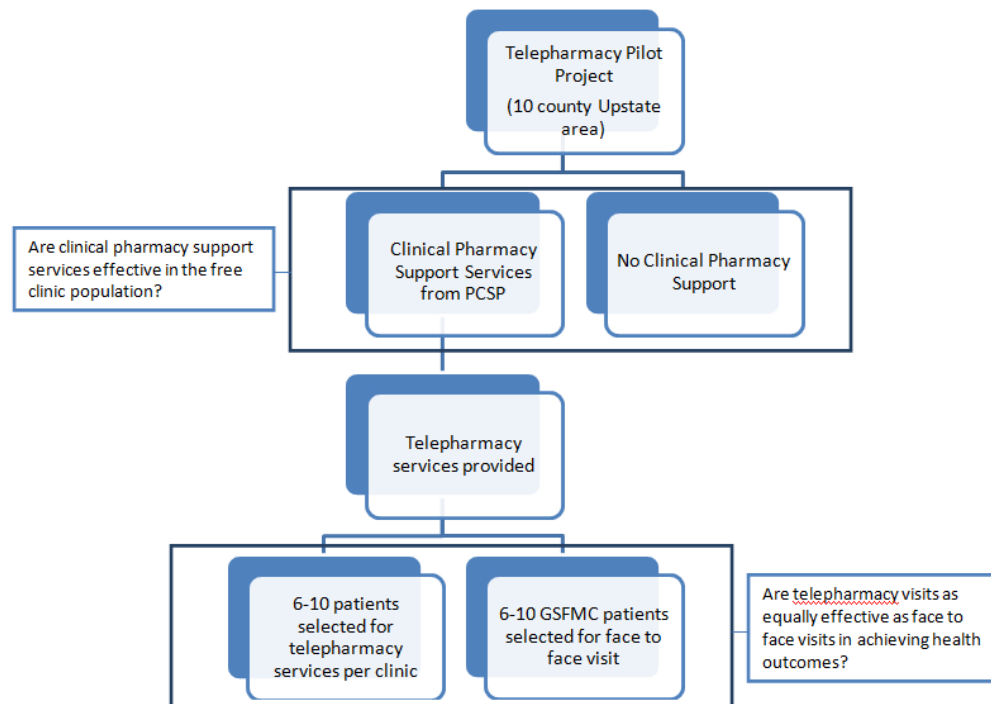 Telepharmacy Pilot
Project
(10 county Upstate
area)
Are clinical pharmacy support
services effective in the free
clinic population?
Clinical Pharmacy
Support Services
from PCSP
No Clinical Pharmacy
Support
Telepharmacy
services provided
6-10 patients
selected for
telepharmacy
services per clinic
6-10 GSFMC patients
selected for face to
face visit
Are telepharmacy visits as
equally effective as face to
face visits in achieving health
outcomes?